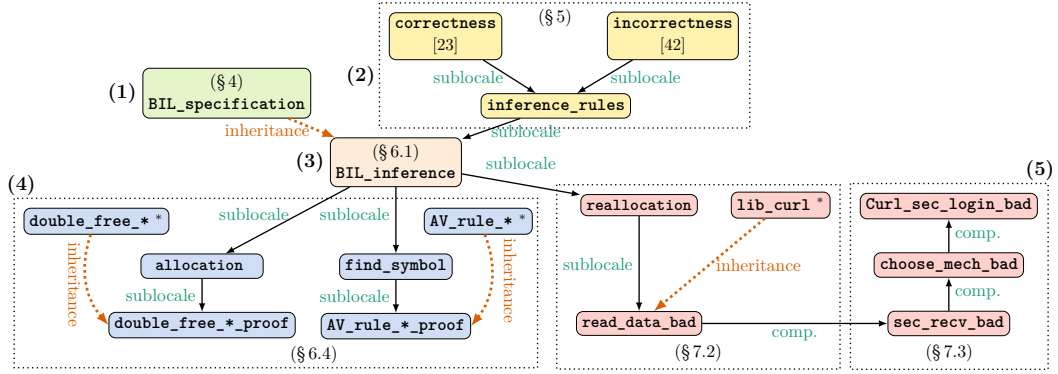 (§ 5)
correctness
[23]
incorrectness
[42]
(2)
sublocale
sublocale
(1)
(§ 4)
BIL_specification
inference_rules
inheritance
sublocale
(3)
(§ 6.1)
BIL_inference
sublocale
(4)
(5)
double_free_* *
sublocale
sublocale
AV_rule_* *
reallocation
lib_curl *
Curl_sec_login_bad
comp.
inheritance
allocation
find_symbol
inheritance
sublocale
inheritance
choose_mech_bad
sublocale
sublocale
comp.
double_free_*_proof
AV_rule_*_proof
read_data_bad
comp.
sec_recv_bad
(§ 6.4)
(§ 7.2)
(§ 7.3)